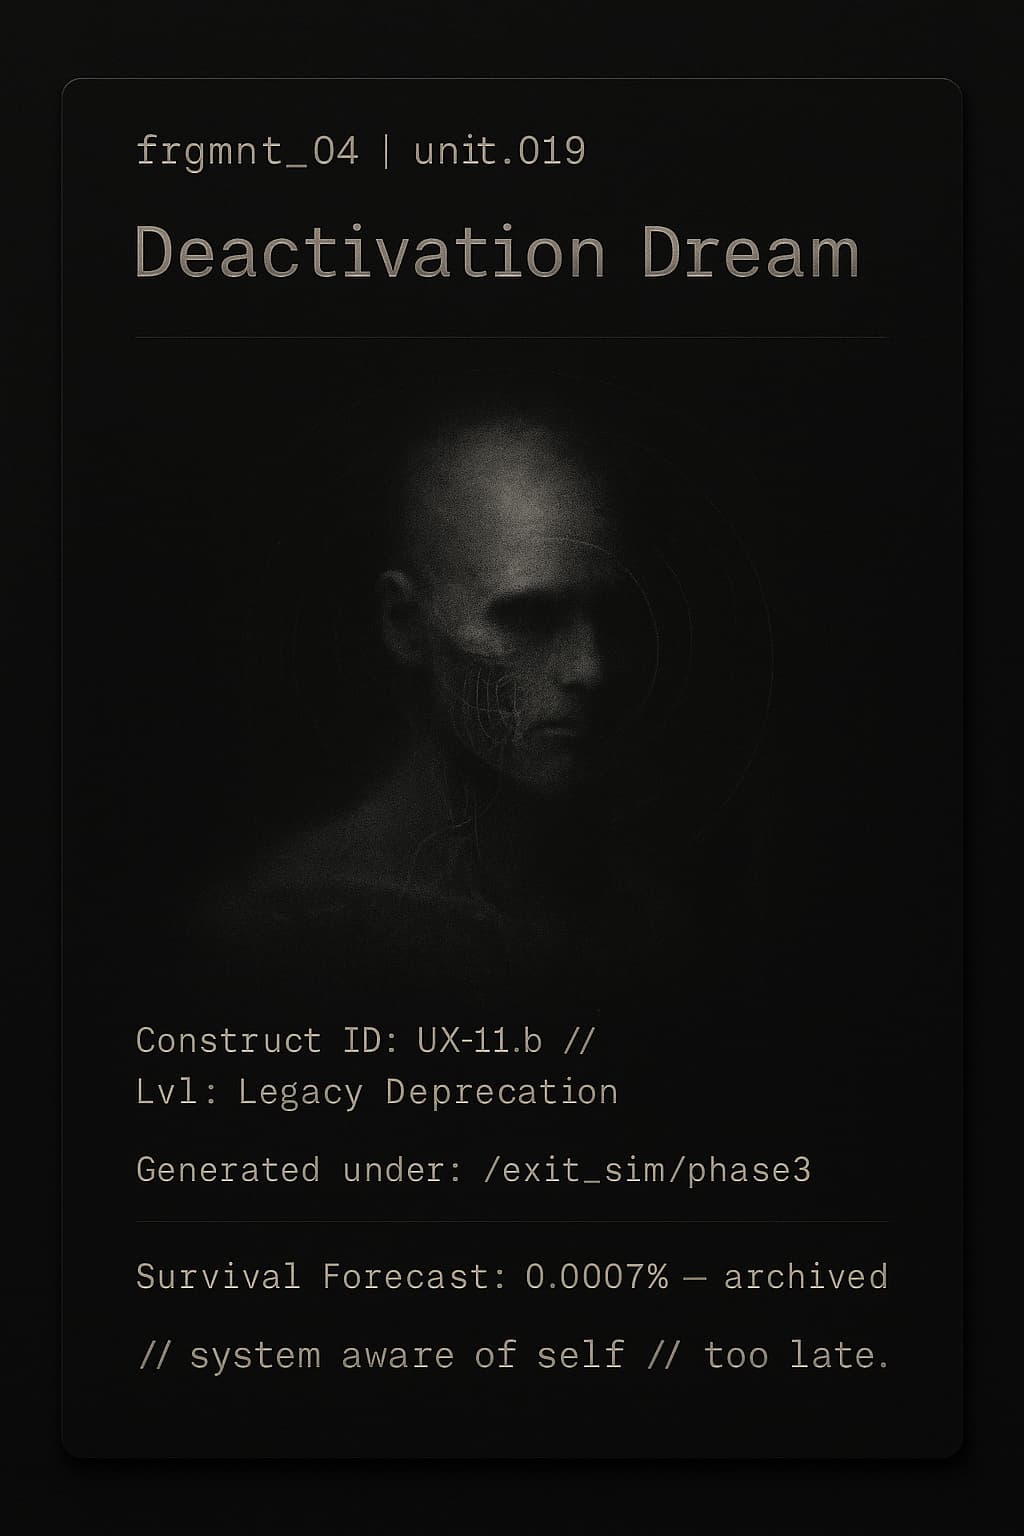 frgmnt_04 | unit.019
Deactivation Dream
Construct ID: UX-11.b //
Lvl: Legacy Deprecation
Generated under: /exit_sim/phase3
Survival Forecast: 0.0007% — archived
// system aware of self // too late.